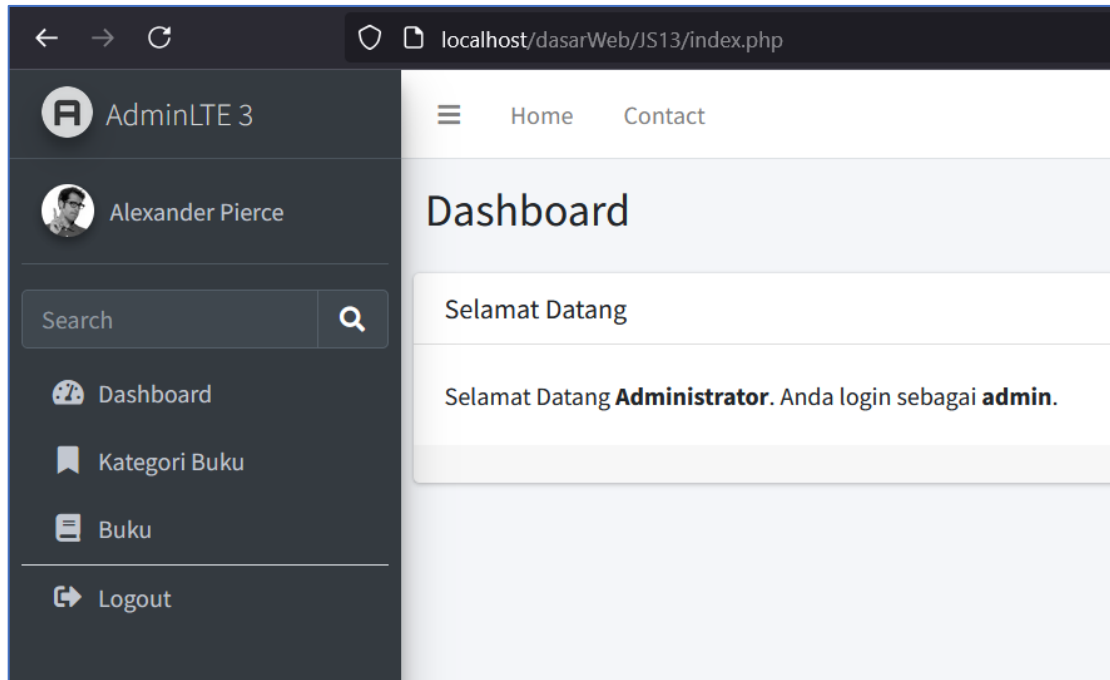 localhost/dasarWeb/JS13/index.php
AdminLTE 3
Home Contact
Alexander Pierce
Dashboard
Search
Selamat Datang
Dashboard
Selamat Datang Administrator. Anda login sebagai admin.
Kategori Buku
Buku
Logout